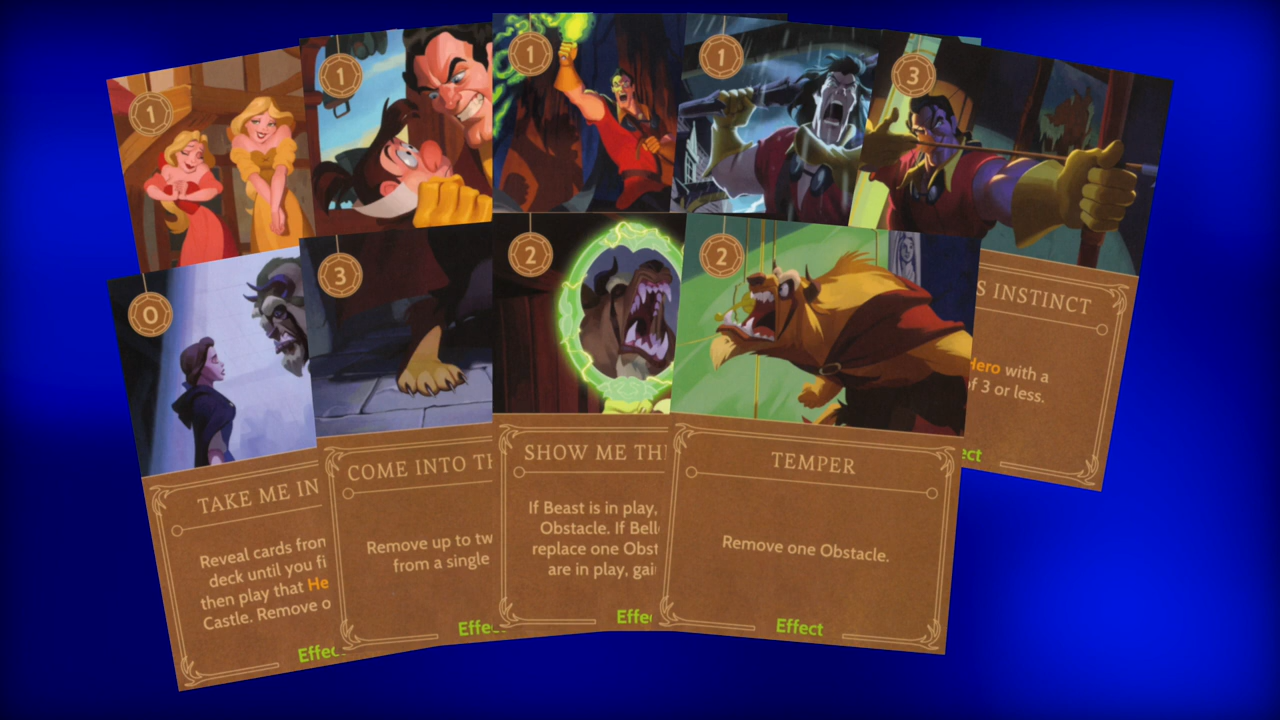 1
1
1
1
3
S INSTINCT
Hero with a
of 3 or less.
ect
0
TAKE ME IN
Reveal cards from
deck until you fi
then play that He
Castle. Remove o
Effec
3
COME INTO TH
Remove up to tw
from a single
Effec
2
SHOW ME TH
If Beast is in play,
Obstacle. If Bell
replace one Obst
are in play, gai
Effe
2
TEMPER
Remove one Obstacle.
Effect